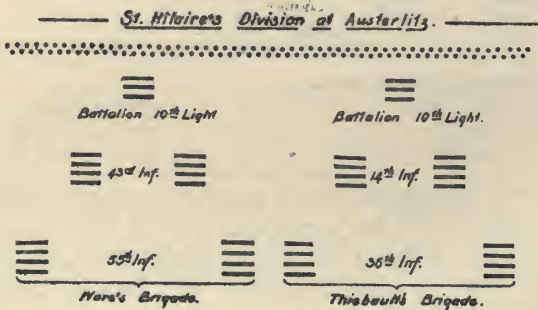 St. Hilaire's Division at Austerlitz.
Battalion 10th Light
Battalion 10th Light.
43d Inf.
14th Inf.
55th Inf.
36th Inf.
Ware's Brigade.
Thiebault's Brigade.